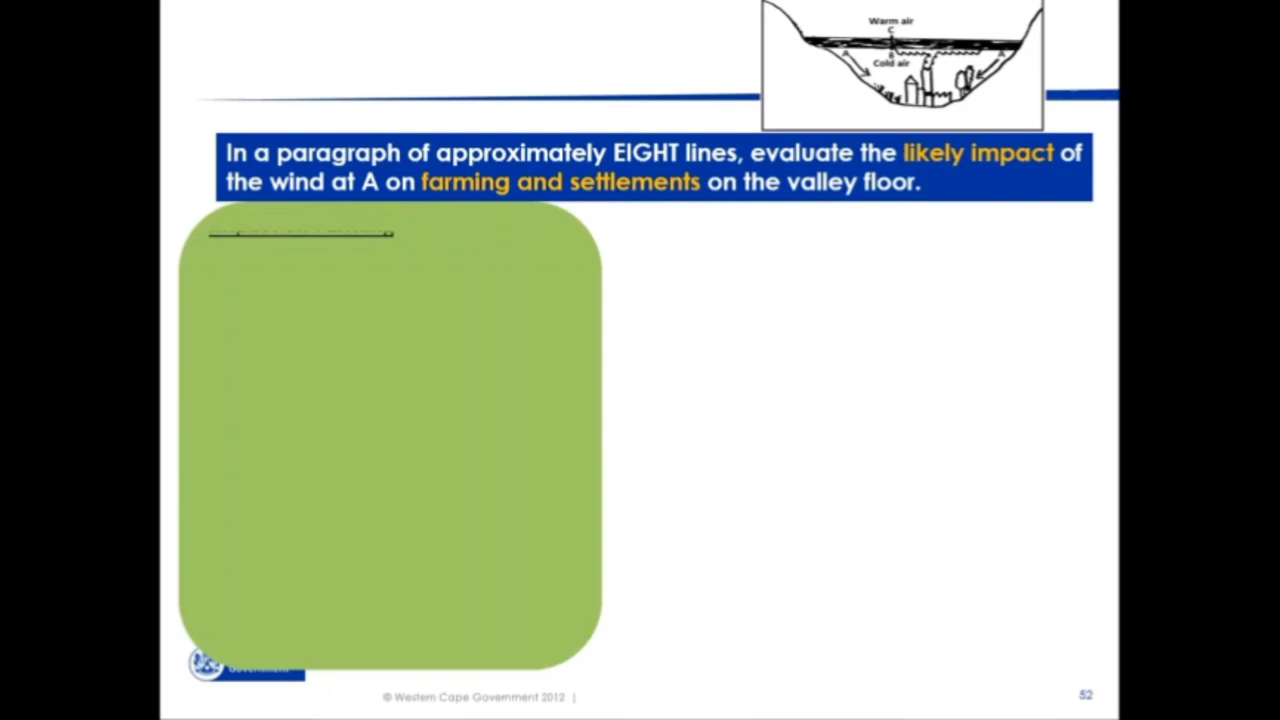 Warm air
C
A
A
B
Cold air
In a paragraph of approximately EIGHT lines, evaluate the likely impact of
the wind at A on farming and settlements on the valley floor.
© Western Cape Government 2012 |
52